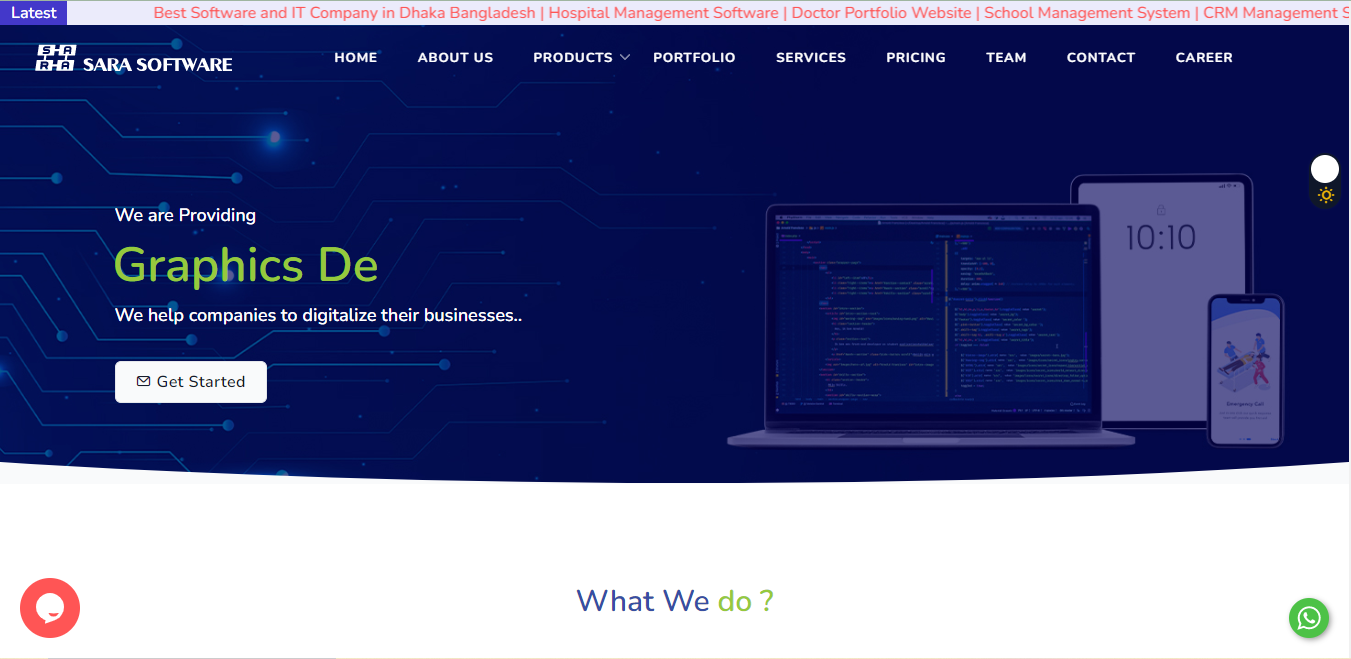 Latest
Best Software and IT Company in Dhaka Bangladesh | Hospital Management Software | Doctor Portfolio Website | School Management System | CRM Management S
SA
RA
SARA SOFTWARE
HOME ABOUT US PRODUCTS PORTFOLIO SERVICES PRICING TEAM CONTACT CAREER
We are Providing
Graphics De
We help companies to digitalize their businesses..
Get Started
10:10
Emergency Call
What We do ?